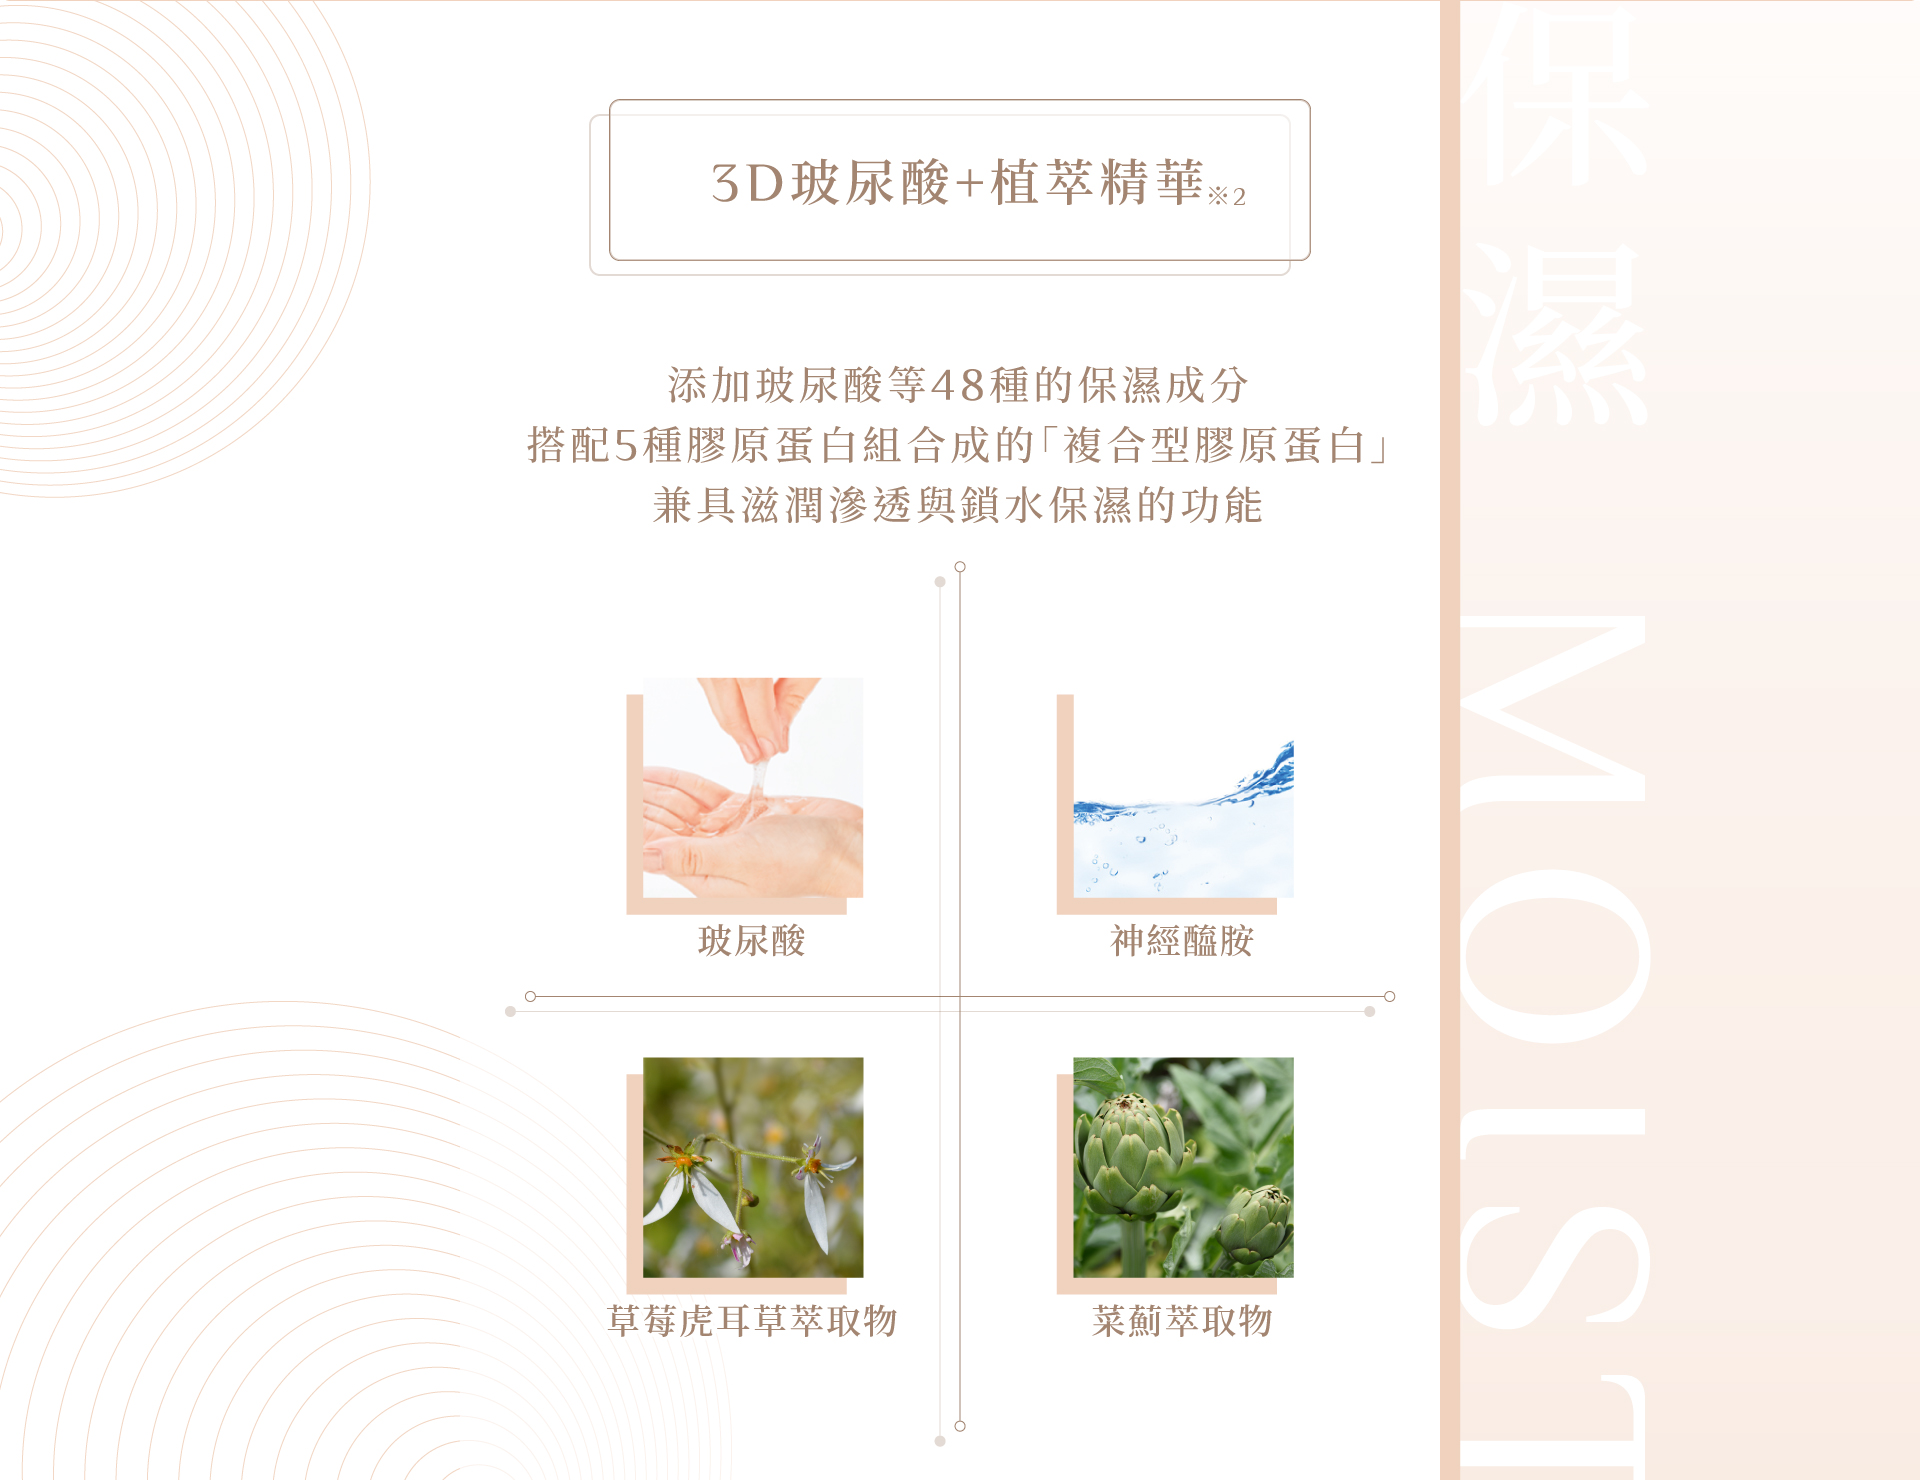 3D玻尿酸+植萃精華※2
添加玻尿酸等48種的保濕成分
搭配5種膠原蛋白組合成的「複合型膠原蛋白」
兼具滋潤滲透與鎖水保濕的功能
玻尿酸
神經醯胺
草莓虎耳草萃取物
菜薊萃取物
保濕 MOIST